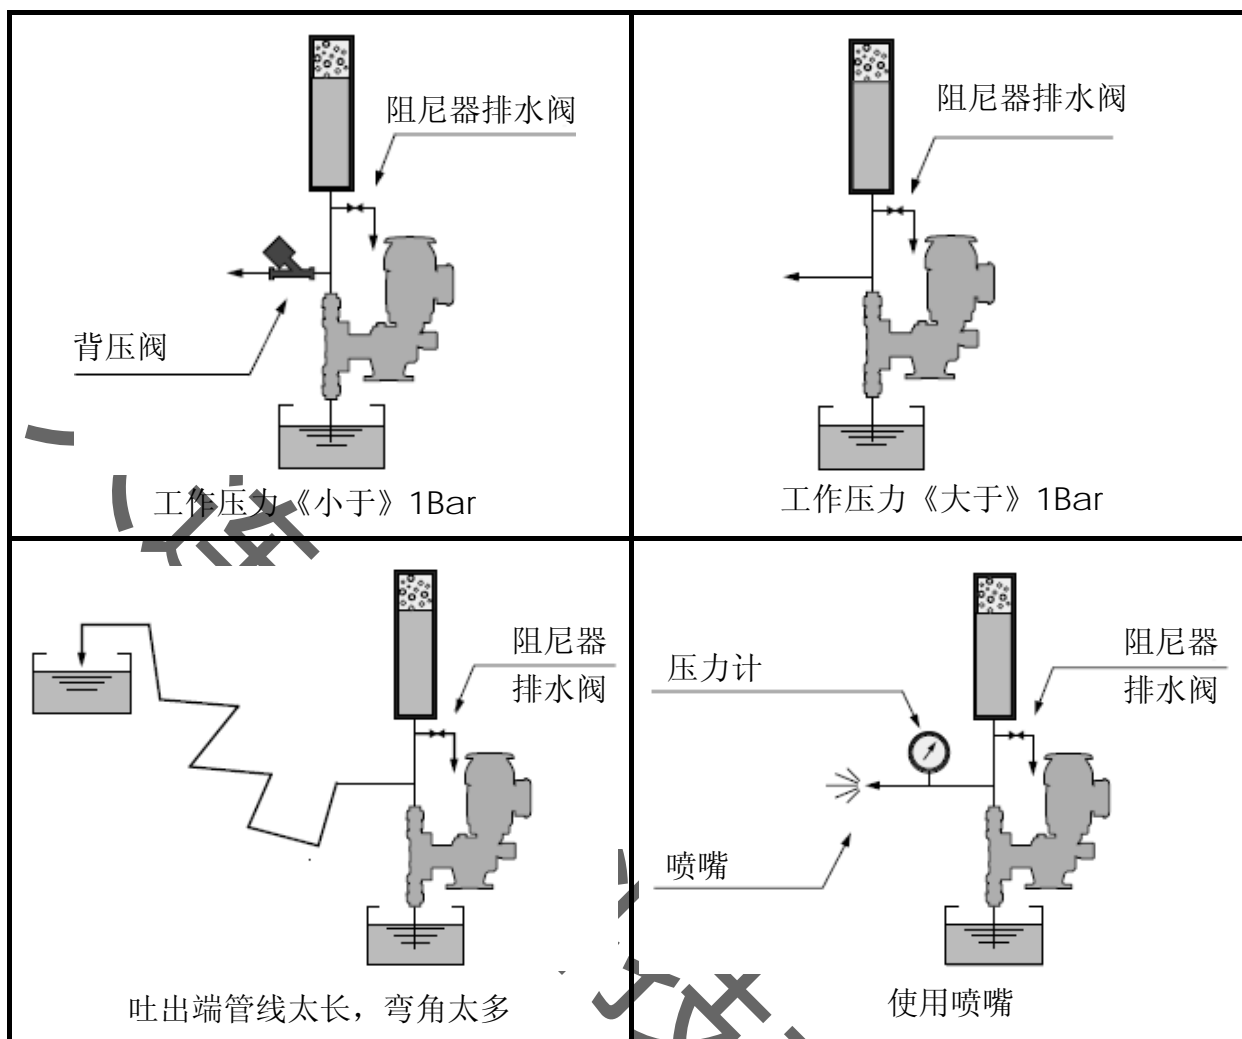 阻尼器排水阀
背压阀
工作压力《小于》1Bar
阻尼器排水阀
工作压力《大于》1Bar
阻尼器
排水阀
吐出端管线太长，弯角太多
压力计
阻尼器
排水阀
喷嘴
使用喷嘴